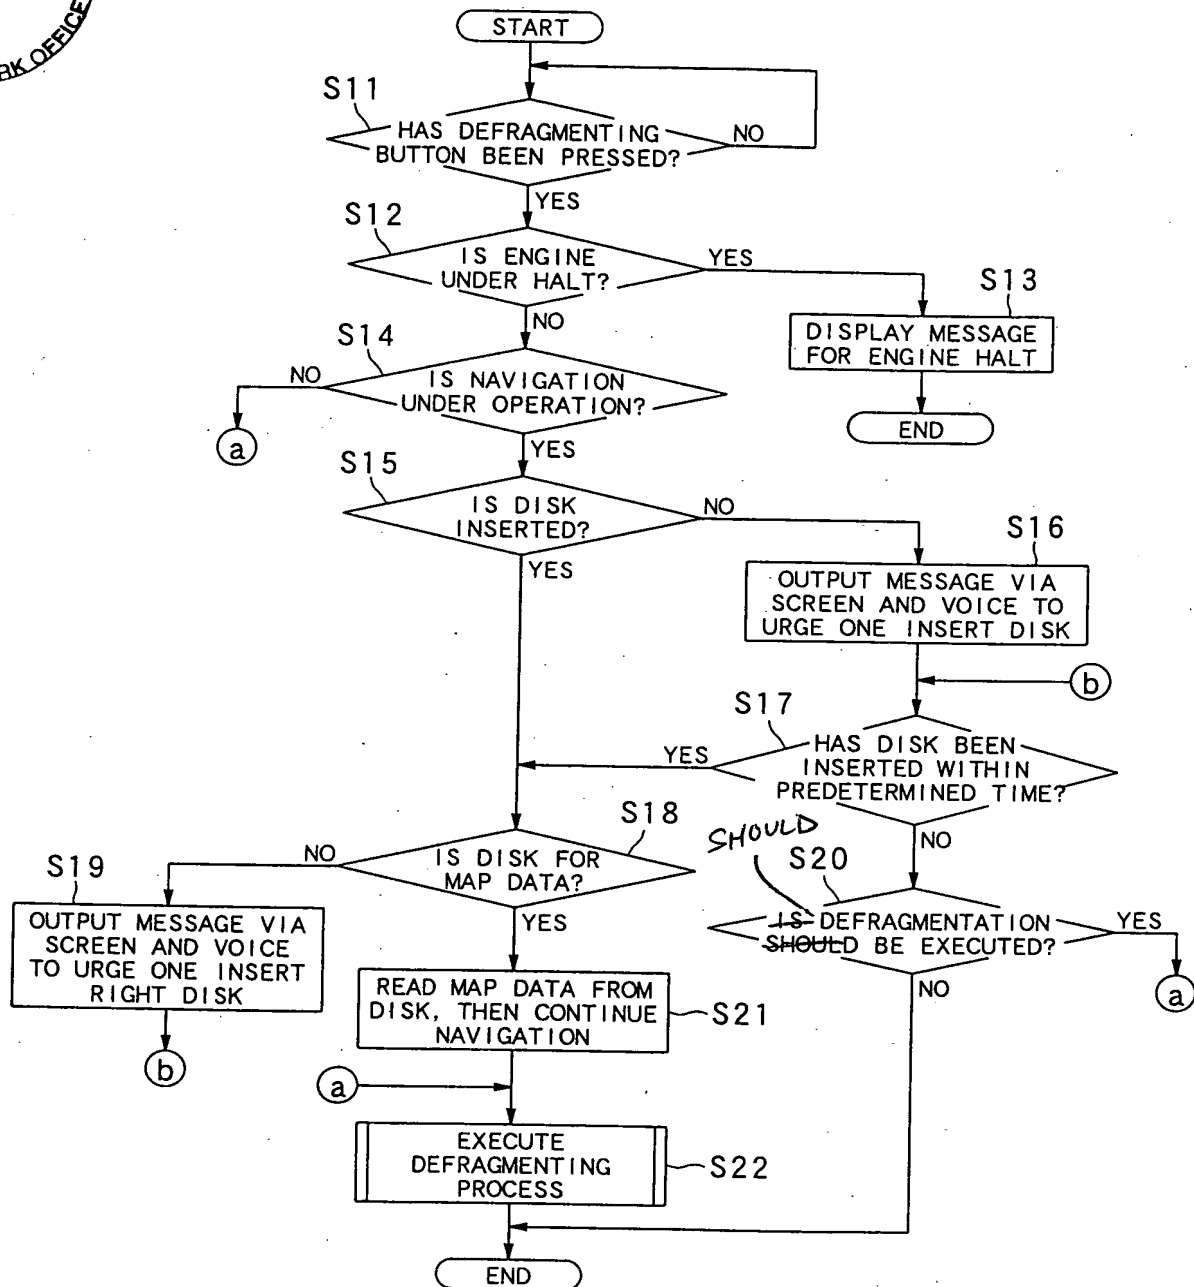 RK OFFICE
START
S11
HAS DEFRAGMENTING
BUTTON BEEN PRESSED?
NO
YES
S12
IS ENGINE
UNDER HALT?
YES
NO
S13
DISPLAY MESSAGE
FOR ENGINE HALT
END
S14
IS NAVIGATION
UNDER OPERATION?
NO
a
YES
S15
IS DISK
INSERTED?
NO
YES
S16
OUTPUT MESSAGE VIA
SCREEN AND VOICE TO
URGE ONE INSERT DISK
b
S17
HAS DISK BEEN
INSERTED WITHIN
PREDETERMINED TIME?
YES
NO
S18
IS DISK FOR
MAP DATA?
NO
YES
S19
OUTPUT MESSAGE VIA
SCREEN AND VOICE
TO URGE ONE INSERT
RIGHT DISK
b
SHOULD
S20
IS DEFRAGMENTATION
SHOULD BE EXECUTED?
YES
a
NO
READ MAP DATA FROM
DISK, THEN CONTINUE
NAVIGATION
S21
a
EXECUTE
DEFRAGMENTING
PROCESS
S22
END